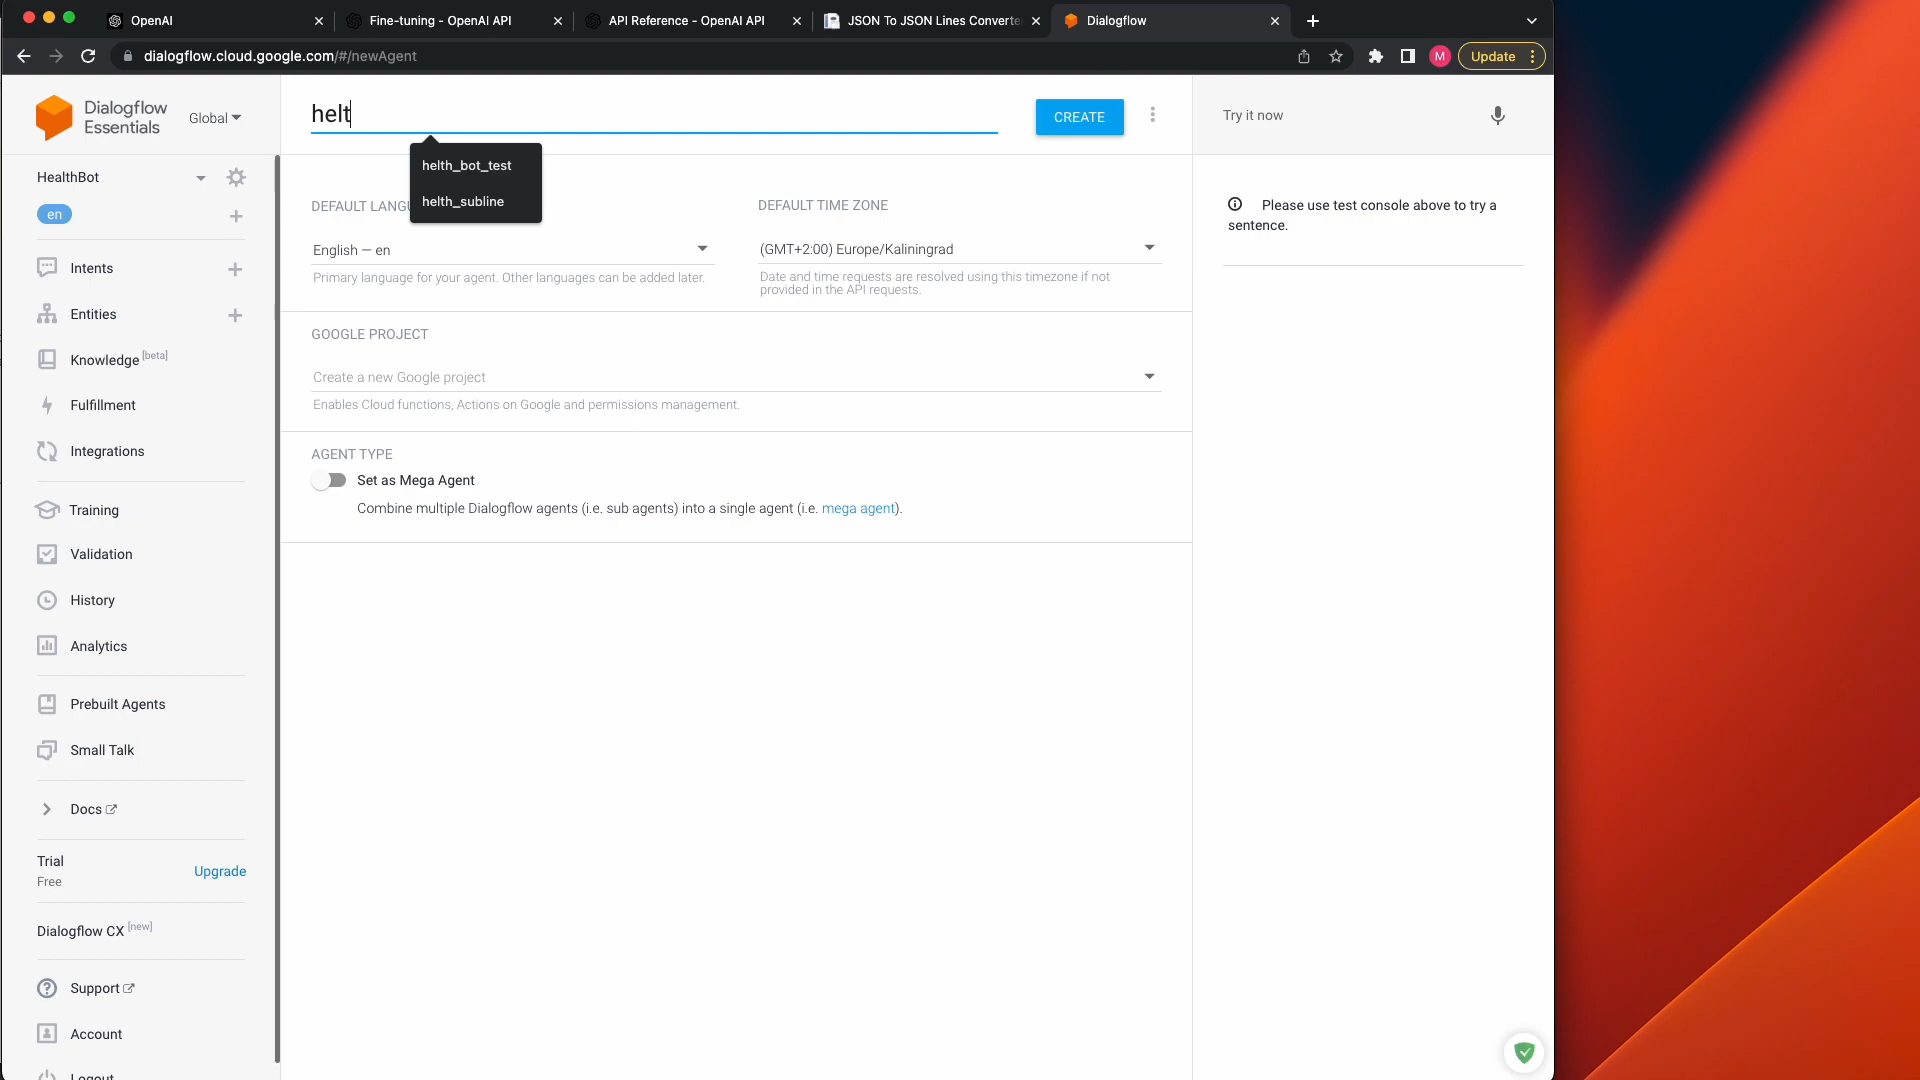 OpenAI
Fine-tuning - OpenAI API
API Reference - OpenAI API
JSON To JSON Lines Converte
Dialogflow
dialogflow.cloud.google.com/#/newAgent
M
Update
Dialogflow
Essentials
Global
helt
CREATE
Try it now
helth_bot_test
helth_subline
HealthBot
en
Intents
Entities
Knowledge [beta]
Fulfillment
Integrations
Training
Validation
History
Analytics
Prebuilt Agents
Small Talk
Docs
Trial
Free
Upgrade
Dialogflow CX [new]
Support
Account
Logout
DEFAULT LANGU
English — en
Primary language for your agent. Other languages can be added later.
DEFAULT TIME ZONE
(GMT+2:00) Europe/Kaliningrad
Date and time requests are resolved using this timezone if not
provided in the API requests.
GOOGLE PROJECT
Create a new Google project
Enables Cloud functions, Actions on Google and permissions management.
AGENT TYPE
Set as Mega Agent
Combine multiple Dialogflow agents (i.e. sub agents) into a single agent (i.e. mega agent).
Please use test console above to try a
sentence.